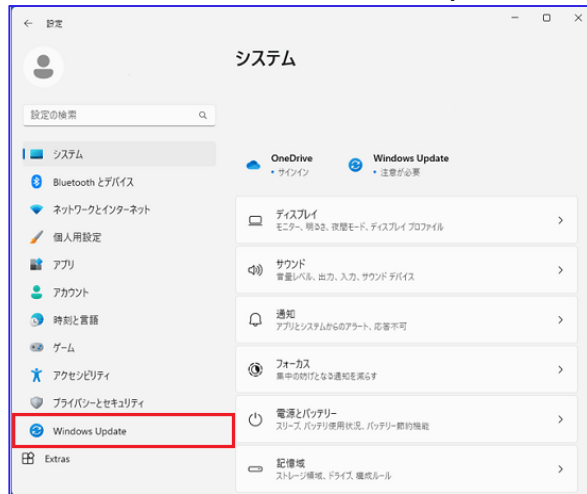 設定
システム
設定の検索
システム
Bluetooth とデバイス
ネットワークとインターネット
個人用設定
アプリ
アカウント
時刻と言語
ゲーム
アクセシビリティ
プライバシーとセキュリティ
Windows Update
Extras
OneDrive
• サインイン
Windows Update
• 注意が必要
ディスプレイ
モニター、明るさ、夜間モード、ディスプレイ プロファイル
サウンド
音量レベル、出力、入力、サウンド デバイス
通知
アプリとシステムからのアラート、応答不可
フォーカス
集中の妨げとなる通知を減らす
電源とバッテリー
スリープ、バッテリ使用状況、バッテリー節約機能
記憶域
ストレージ領域、ドライブ、構成ルール